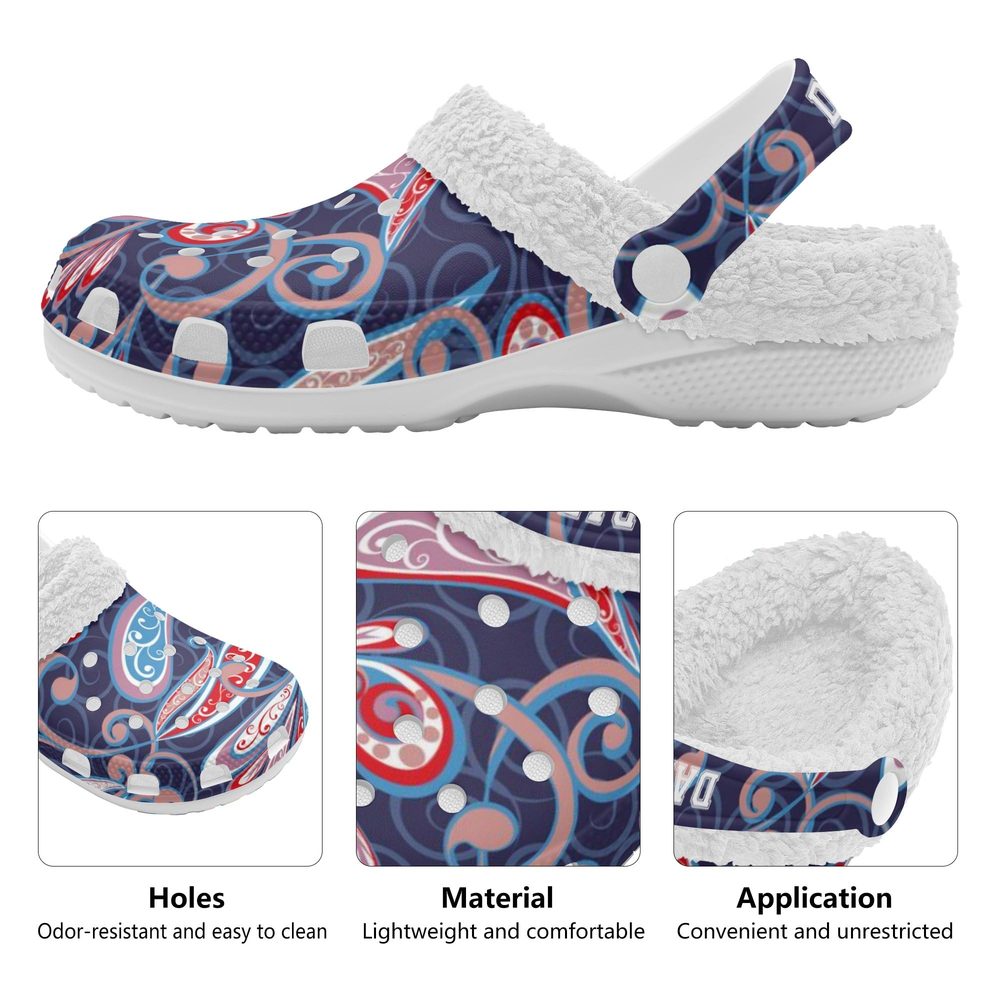 Holes
Odor-resistant and easy to clean
Material
Lightweight and comfortable
Application
Convenient and unrestricted